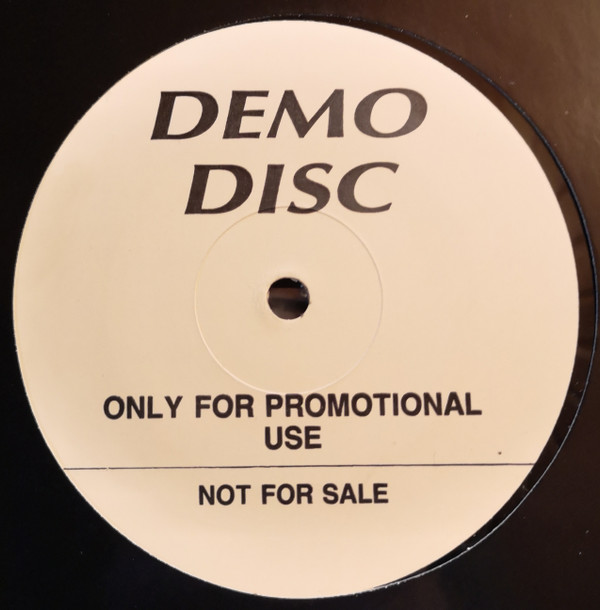 DEMO
DISC
ONLY FOR PROMOTIONAL
USE
NOT FOR SALE